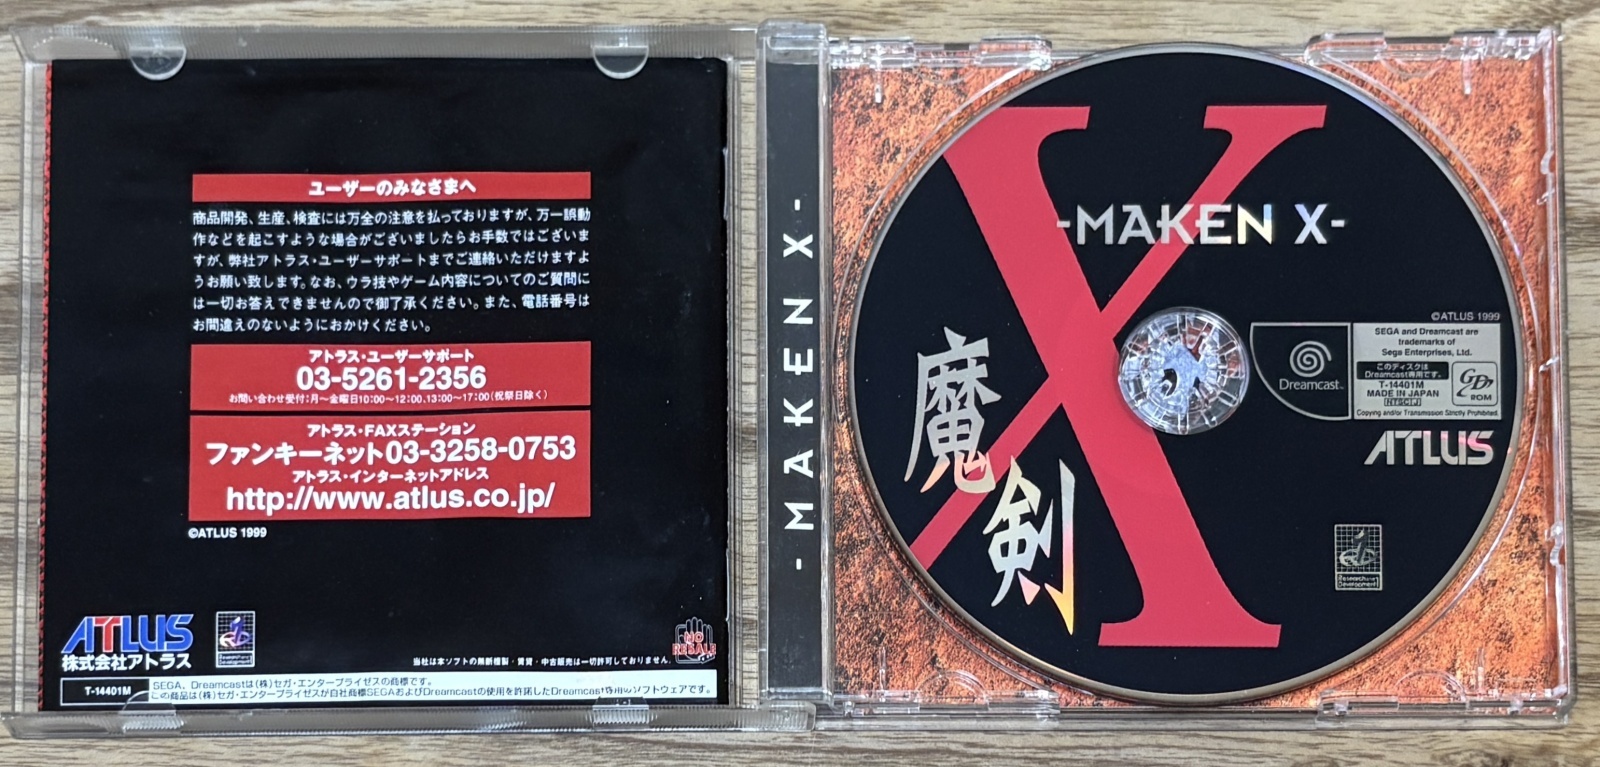 ユーザーのみなさまへ
商品開発、生産、検査には万全の注意を払っておりますが、万一誤動
作などを起こすような場合がございましたらお手数ではございま
すが、弊社アトラス・ユーザーサポートまでご連絡いただけますよ
うお願い致します。なお、ウラ技やゲーム内容についてのご質問に
は一切お答えできませんので御了承ください。また、電話番号は
お間違えのないようにおかけください。
アトラス・ユーザーサポート
03-5261-2356
お問い合わせ受付:月〜金曜日10:00〜12:00、13:00〜17:00(祝祭日除く)
アトラス・FAXステーション
ファンキーネット03-3258-0753
アトラス・インターネットアドレス
http://www.atlus.co.jp/
©ATLUS 1999
ATLUS
株式会社アトラス
Research and
Development
当社は本ソフトの無断複製・賃貸・中古販売は一切許可しておりません。
NO
RESALE
T-14401M
SEGA、Dreamcastは(株)セガ・エンタープライゼスの商標です。
この商品は(株)セガ・エンタープライゼスが自社商標SEGAおよびDreamcastの使用を許諾したDreamcast専用のソフトウェアです。
-MAKEN X-
X
-MAKEN X-
魔剣
©ATLUS 1999
Dreamcast
SEGA and Dreamcast are
trademarks of
Sega Enterprises, Ltd.
このディスクは
Dreamcast専用です。
T-14401M
MADE IN JAPAN
NTSC J
GD
ROM
Copying and/or Transmission Strictly Prohibited.
ATLUS
Research and
Development